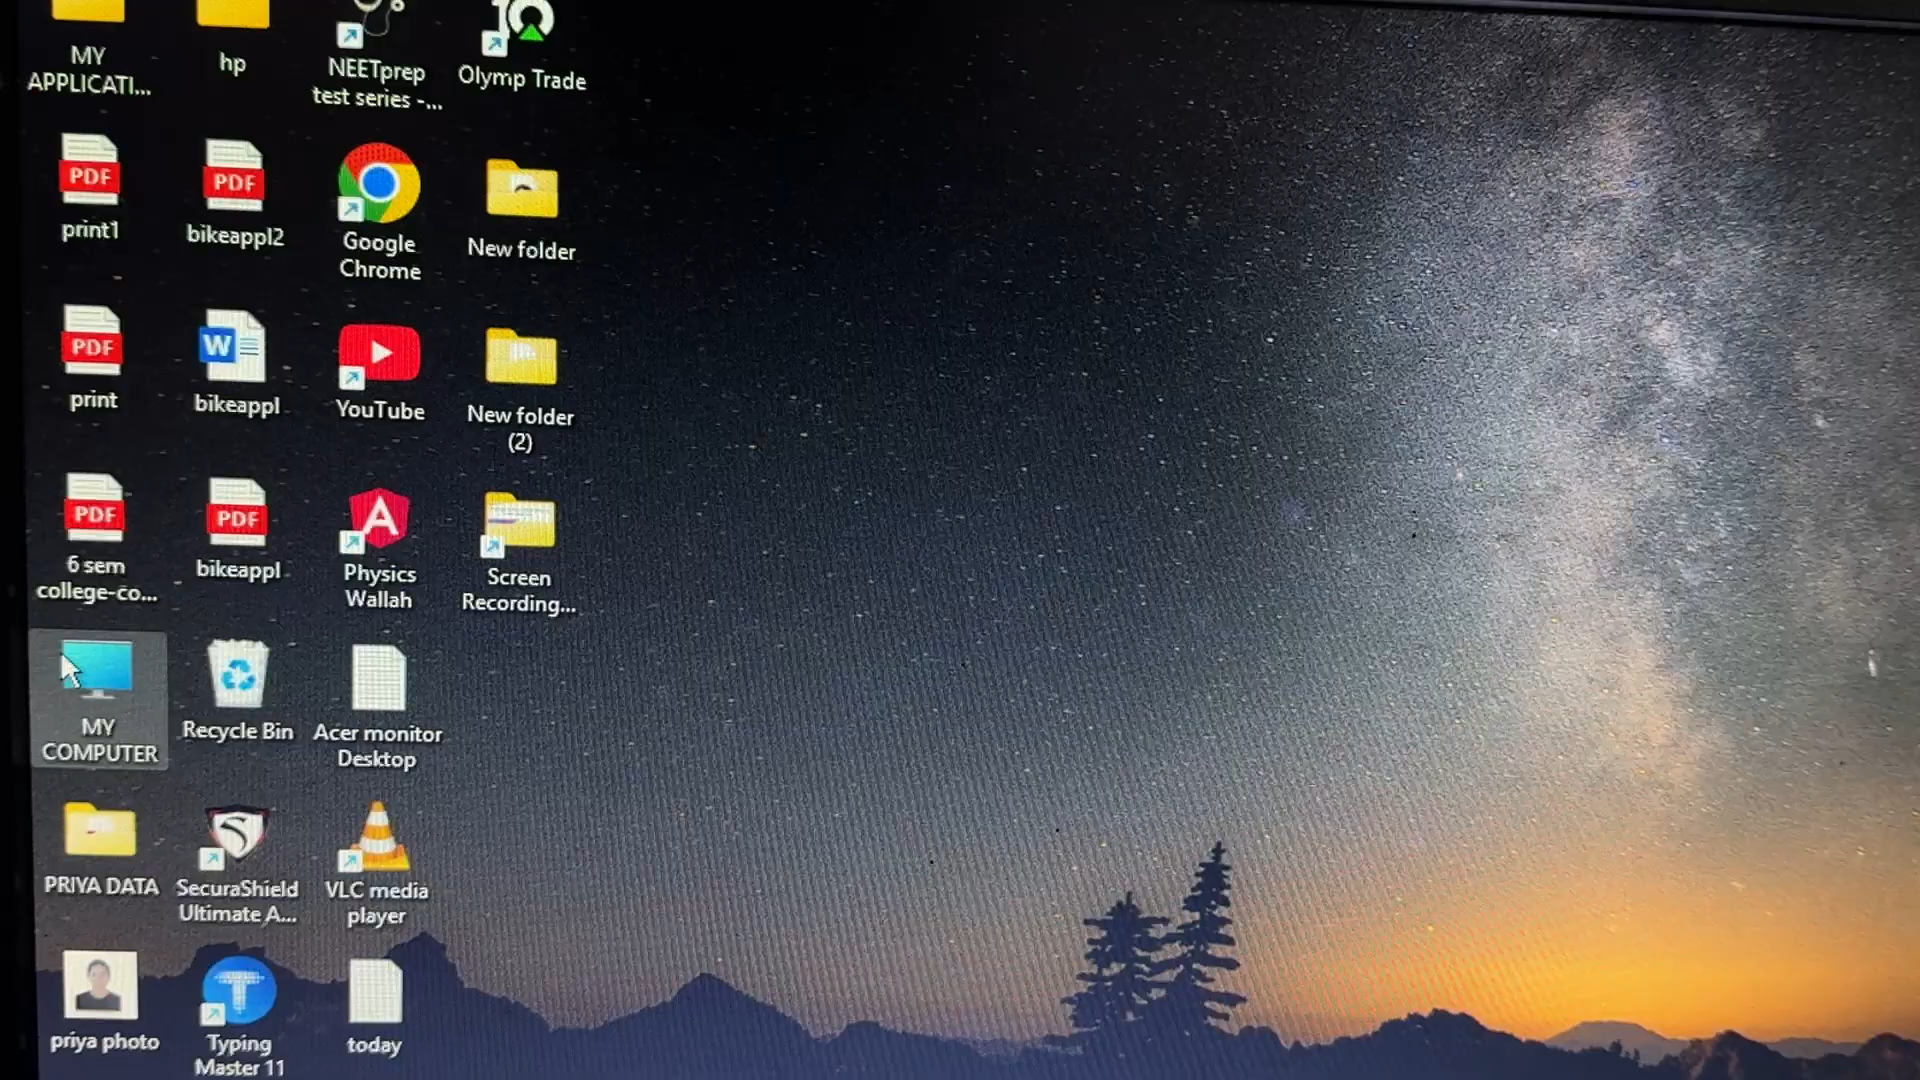 MY
APPLICATI...
hp
NEETprep
test series -...
Olymp Trade
PDF
print1
PDF
bikeappl2
Google
Chrome
New folder
PDF
print
W
bikeappl
YouTube
New folder
(2)
PDF
6 sem
college-co...
PDF
bikeappl
A
Physics
Wallah
Screen
Recording...
MY
COMPUTER
Recycle Bin
Acer monitor
Desktop
PRIYA DATA
S
SecuraShield
Ultimate A...
VLC media
player
priya photo
T
Typing
Master 11
today